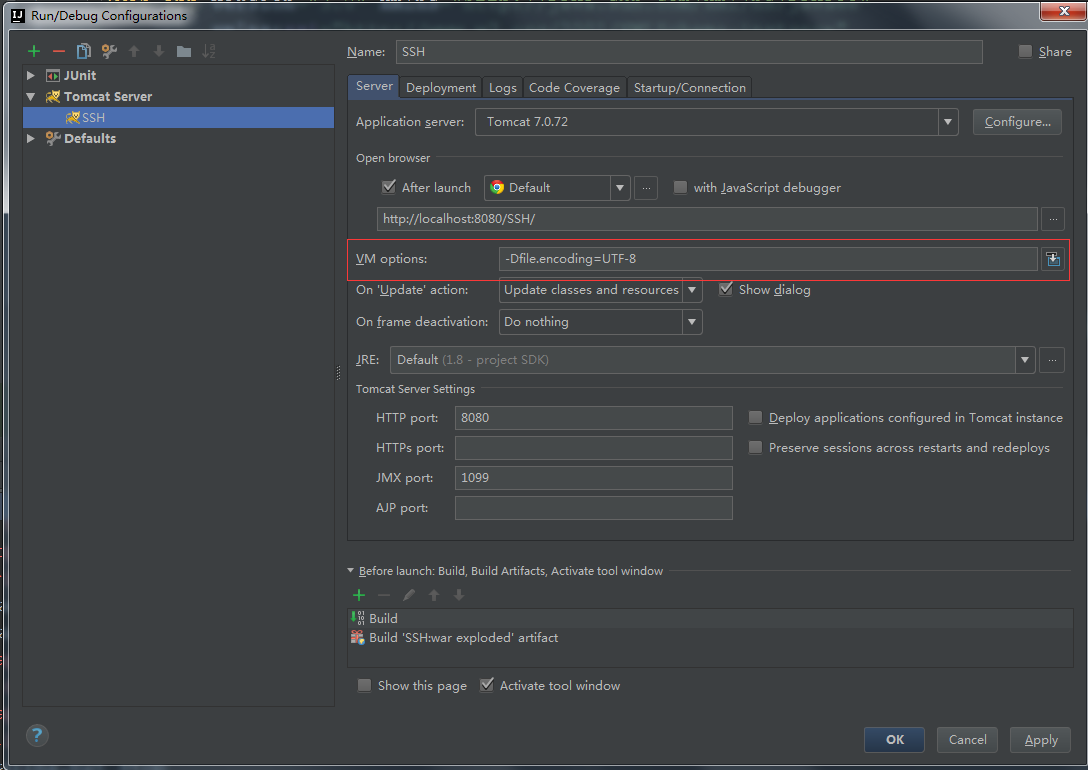 Run/Debug Configurations
Name: SSH Share
JUnit
Tomcat Server
SSH
Defaults
Server Deployment Logs Code Coverage Startup/Connection
Application server: Tomcat 7.0.72 Configure...
Open browser
After launch Default ... with JavaScript debugger
http://localhost:8080/SSH/ ...
VM options: -Dfile.encoding=UTF-8
On 'Update' action: Update classes and resources Show dialog
On frame deactivation: Do nothing
JRE: Default (1.8 - project SDK) ...
Tomcat Server Settings
HTTP port: 8080 Deploy applications configured in Tomcat instance
HTTPs port: Preserve sessions across restarts and redeploys
JMX port: 1099
AJP port:
Before launch: Build, Build Artifacts, Activate tool window
Build
Build 'SSH:war exploded' artifact
Show this page Activate tool window
? OK Cancel Apply